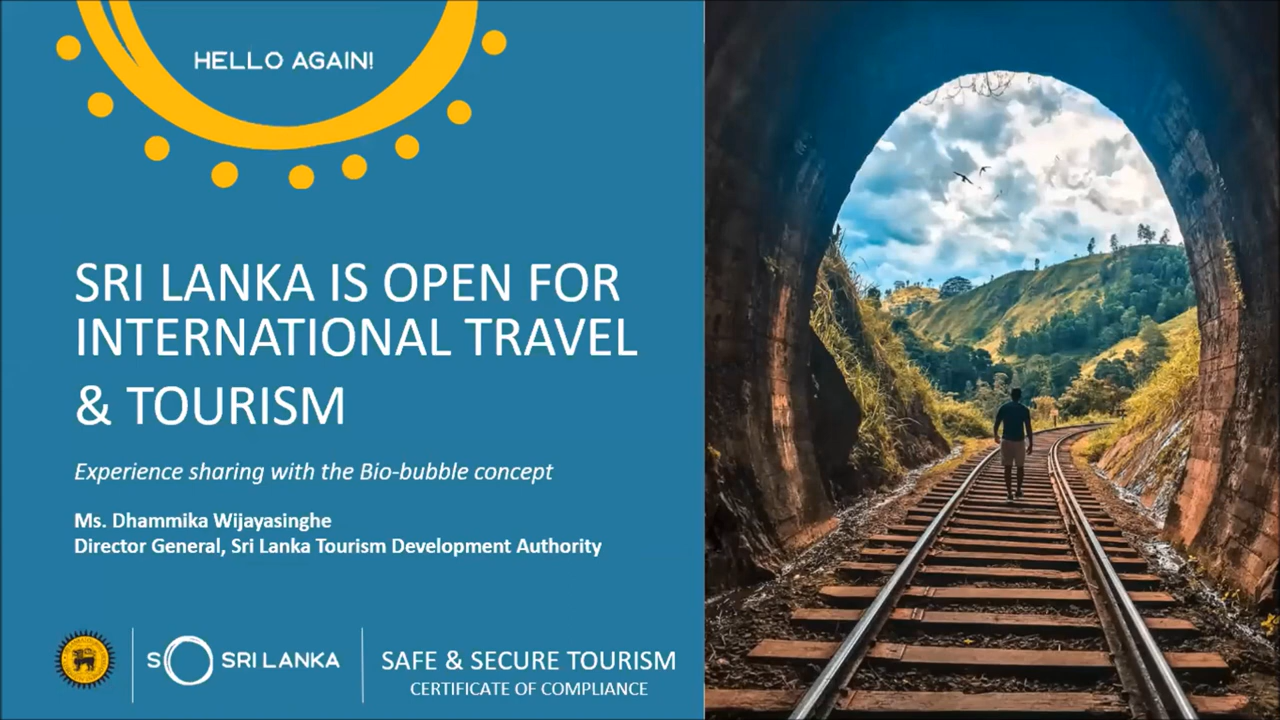 HELLO AGAIN!
SRI LANKA IS OPEN FOR
INTERNATIONAL TRAVEL
& TOURISM
Experience sharing with the Bio-bubble concept
Ms. Dhammika Wijayasinghe
Director General, Sri Lanka Tourism Development Authority
SO SRI LANKA
SAFE & SECURE TOURISM
CERTIFICATE OF COMPLIANCE